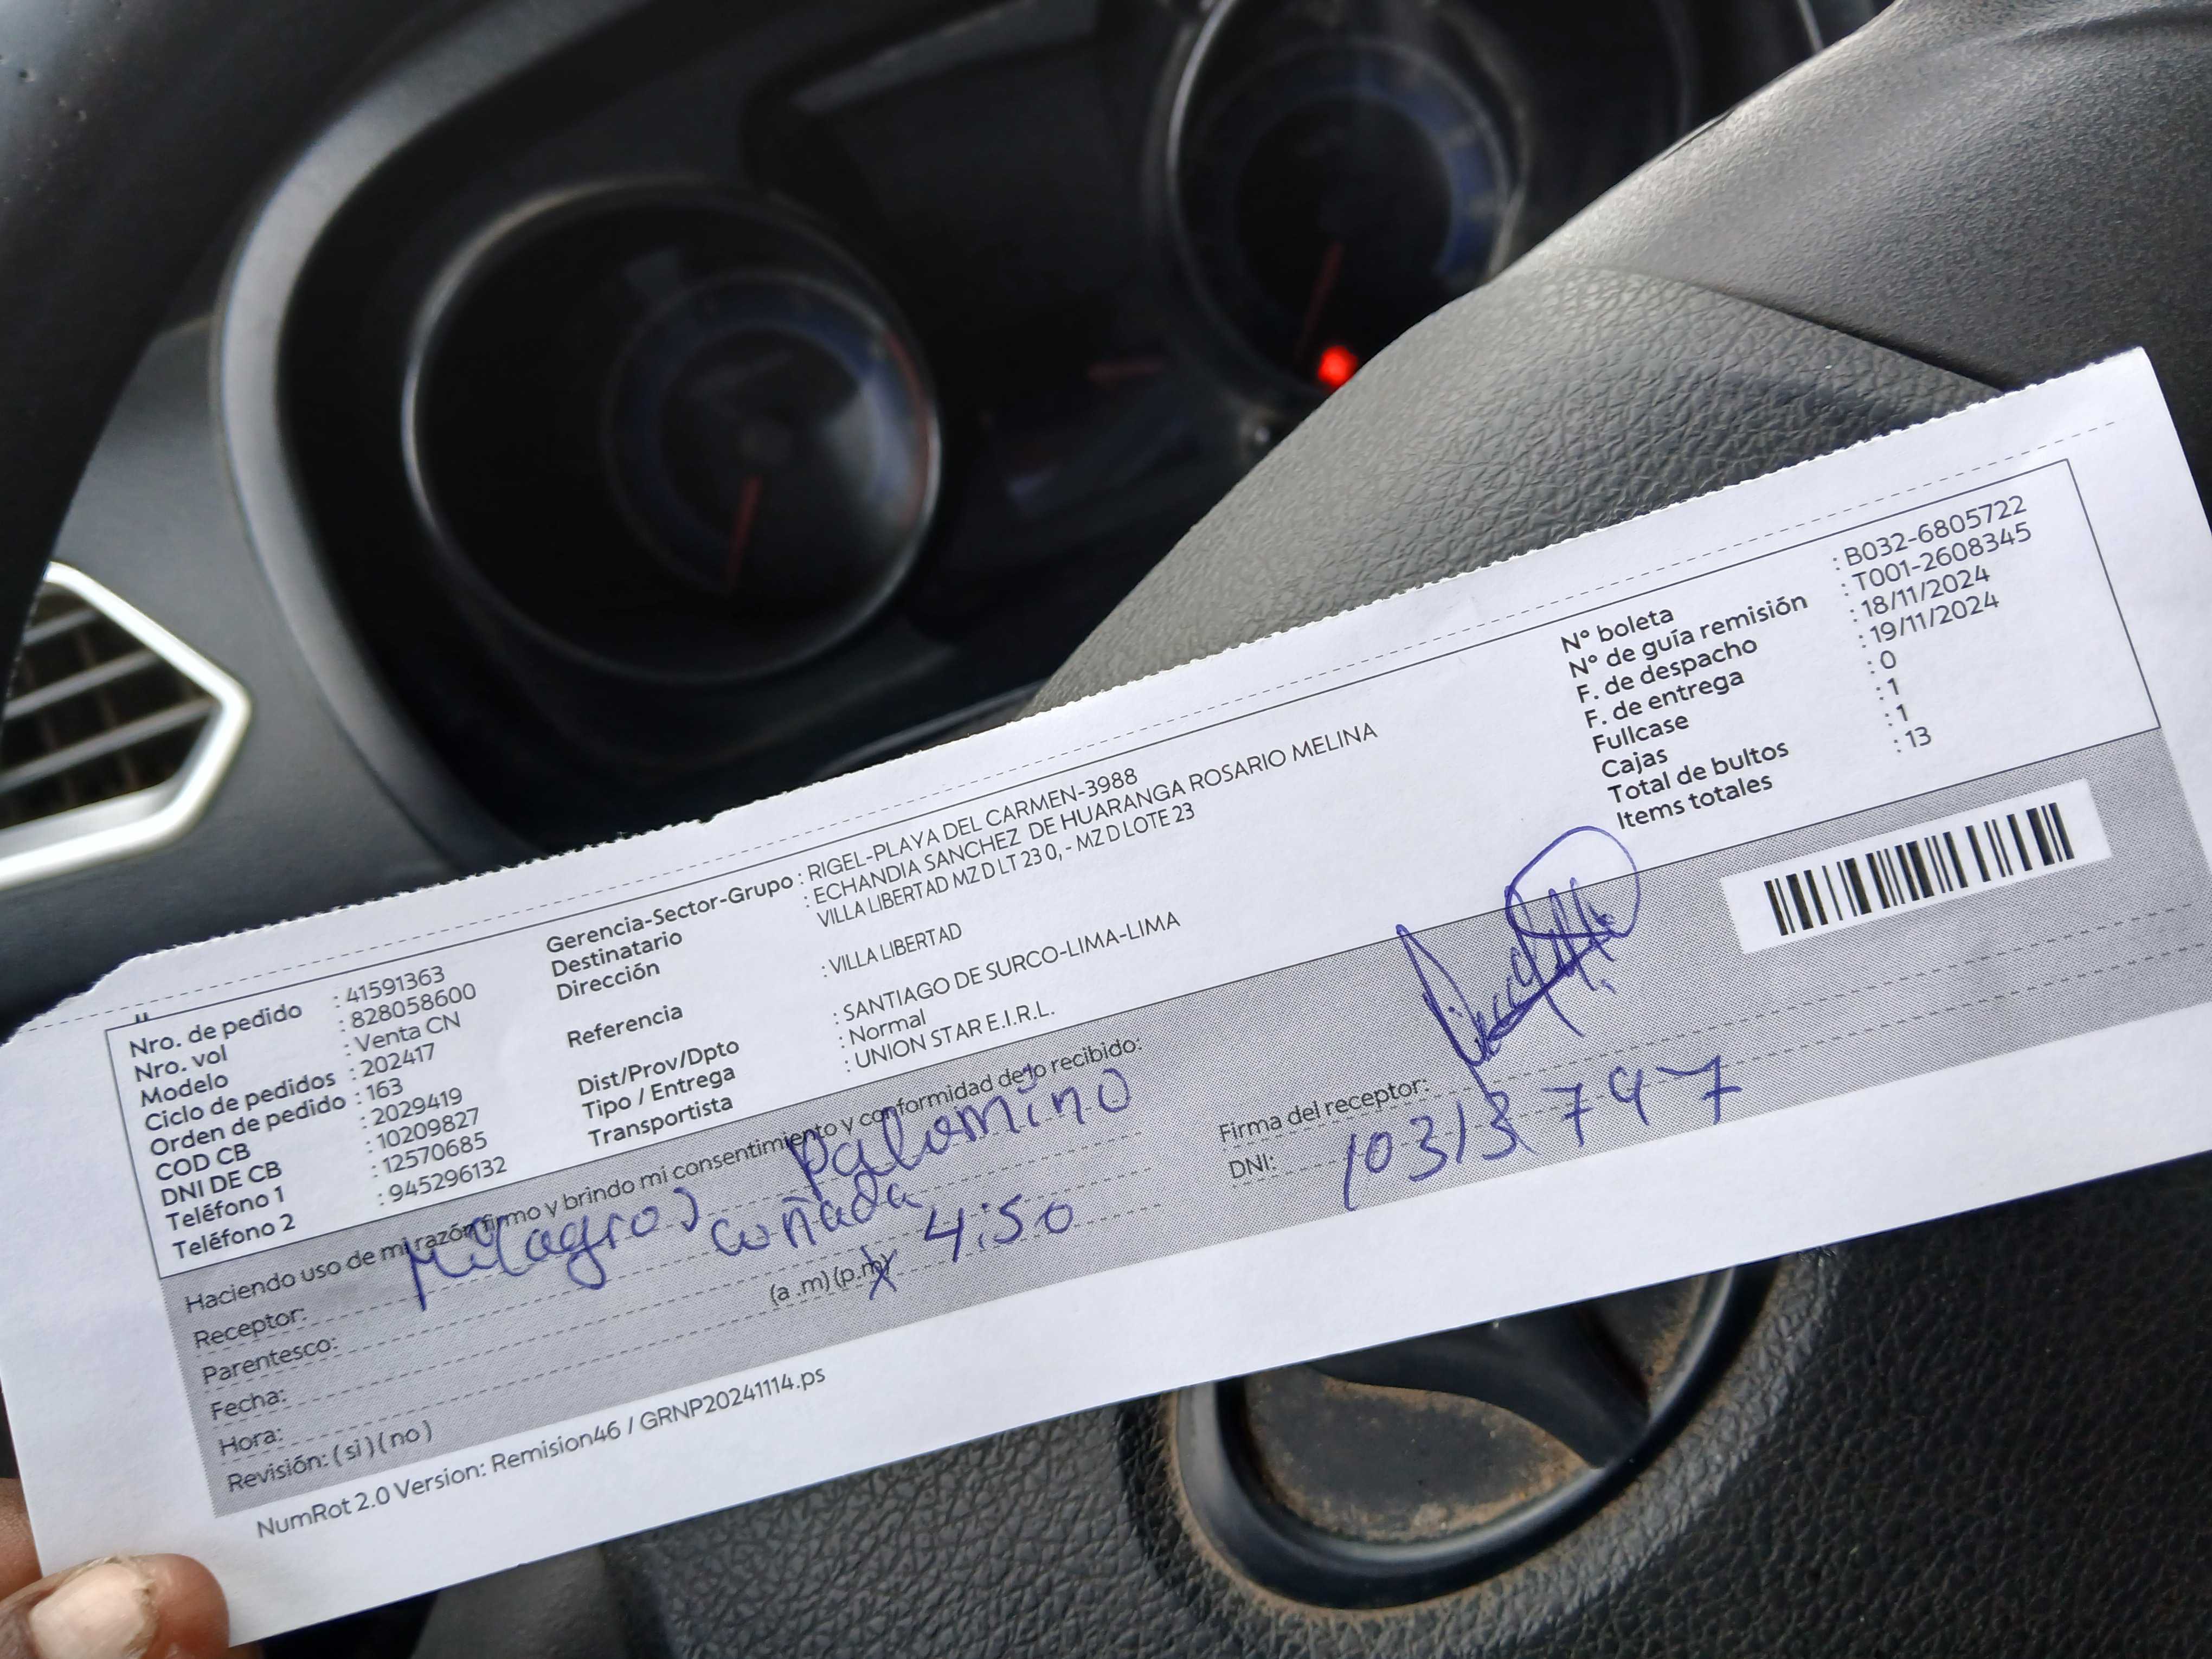 Nro. de pedido : 41591363
Nro. vol : 828058600
Modelo : Venta CN
Ciclo de pedidos : 202417
Orden de pedido : 163
COD CB : 2029419
DNI DE CB : 10209827
Teléfono 1 : 12570685
Teléfono 2 : 945296132
Gerencia-Sector-Grupo : RIGEL-PLAYA DEL CARMEN-3988
Destinatario : ECHANDIA SANCHEZ DE HUARANGA ROSARIO MELINA
Dirección VILLA LIBERTAD MZ D LT 23 0, - MZ D LOTE 23
Referencia : VILLA LIBERTAD
Dist/Prov/Dpto : SANTIAGO DE SURCO-LIMA-LIMA
Tipo / Entrega : Normal
Transportista : UNION STAR E.I.R.L.
N° boleta : B032-6805722
N° de guía remisión : T001-2608345
F. de despacho : 18/11/2024
F. de entrega : 19/11/2024
Fullcase : 0
Cajas : 1
Total de bultos : 1
Items totales : 13
Haciendo uso de mi razón firmo y brindo mi consentimiento y conformidad de lo recibido:
Receptor: Milagros Palomino
Parentesco: coñada
Fecha:
Hora: (a .m) (p.m) x 4:50
Revisión: ( si ) ( no )
Firma del receptor:
DNI: 10313747
NumRot 2.0 Version: Remision46 / GRNP20241114.ps